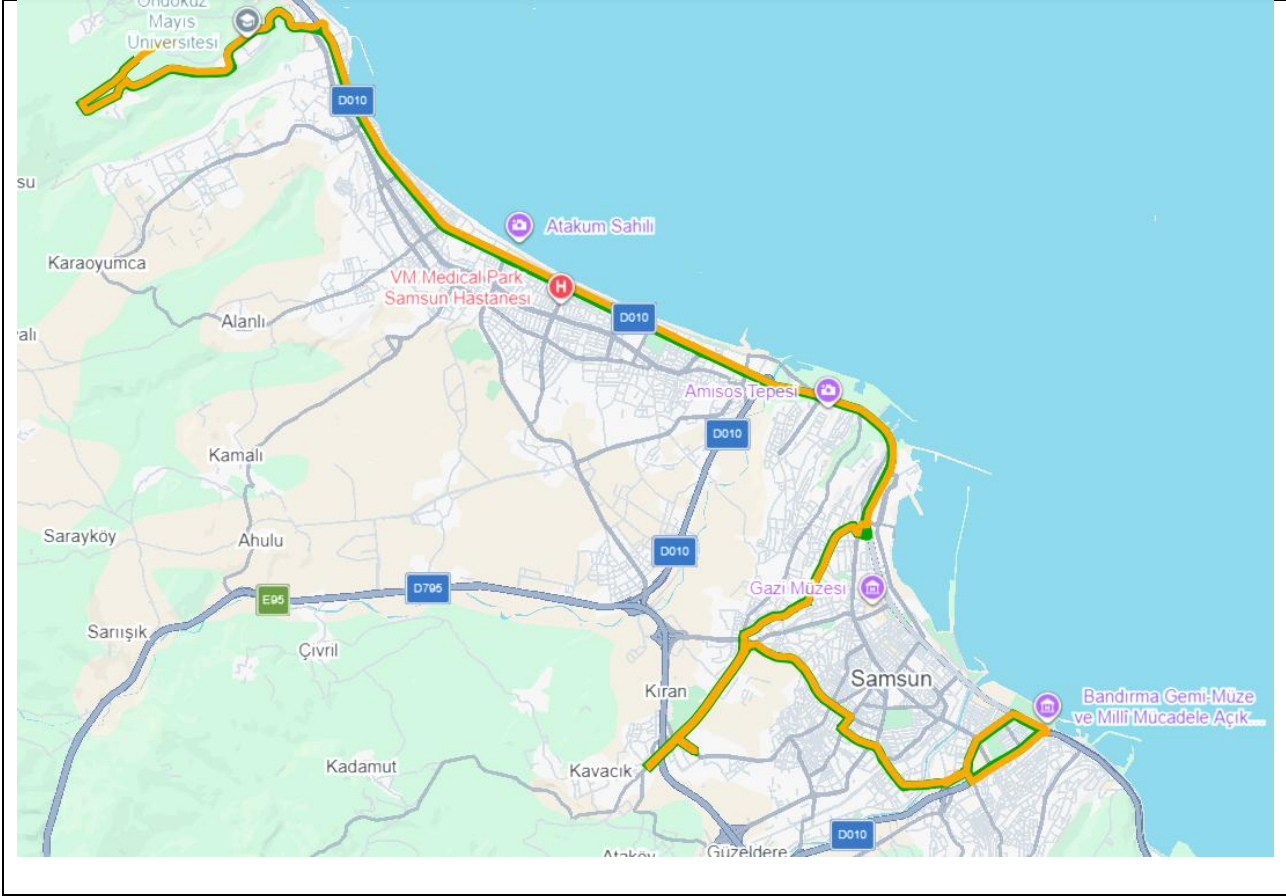 Ondokuz
Mayıs
Üniversitesi
D010
su
Atakum Sahili
Karaoyumca
VM Medical Park
Samsun Hastanesi
D010
Alanlı
alı
Amisos Tepesi
D010
Kamalı
Sarayköy
Ahulu
D010
Gazi Müzesi
E95
D795
Sarıışık
Çivril
Samsun
Kıran
Bandırma Gemi-Müze
ve Milli Mücadele Açık...
Kadamut
Kavacık
D010
Ataköy
Güzeldere